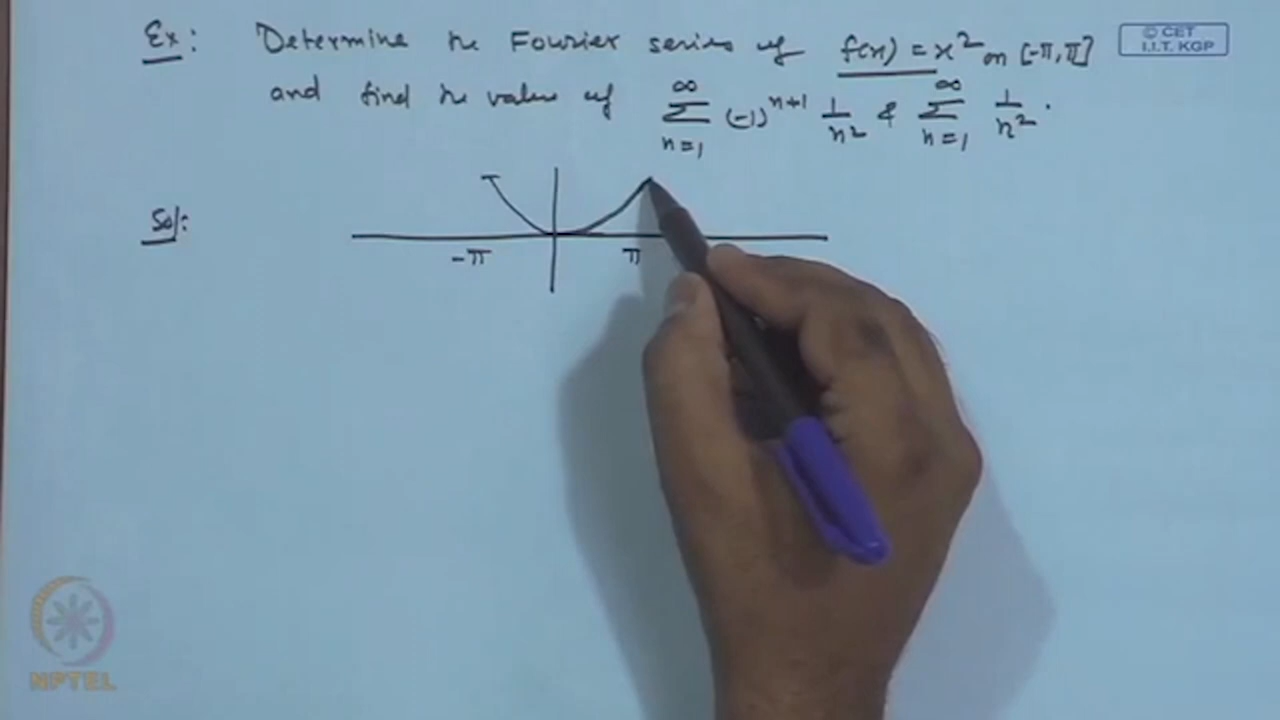 Ex: Determine the Fourier series of f(x) = x² on [-π, π]
© CET
I.I.T. KGP
and find the value of ∑_{n=1}^{∞} (-1)^{n+1} 1/n² & ∑_{n=1}^{∞} 1/n².
Sol:
-π π
NPTEL